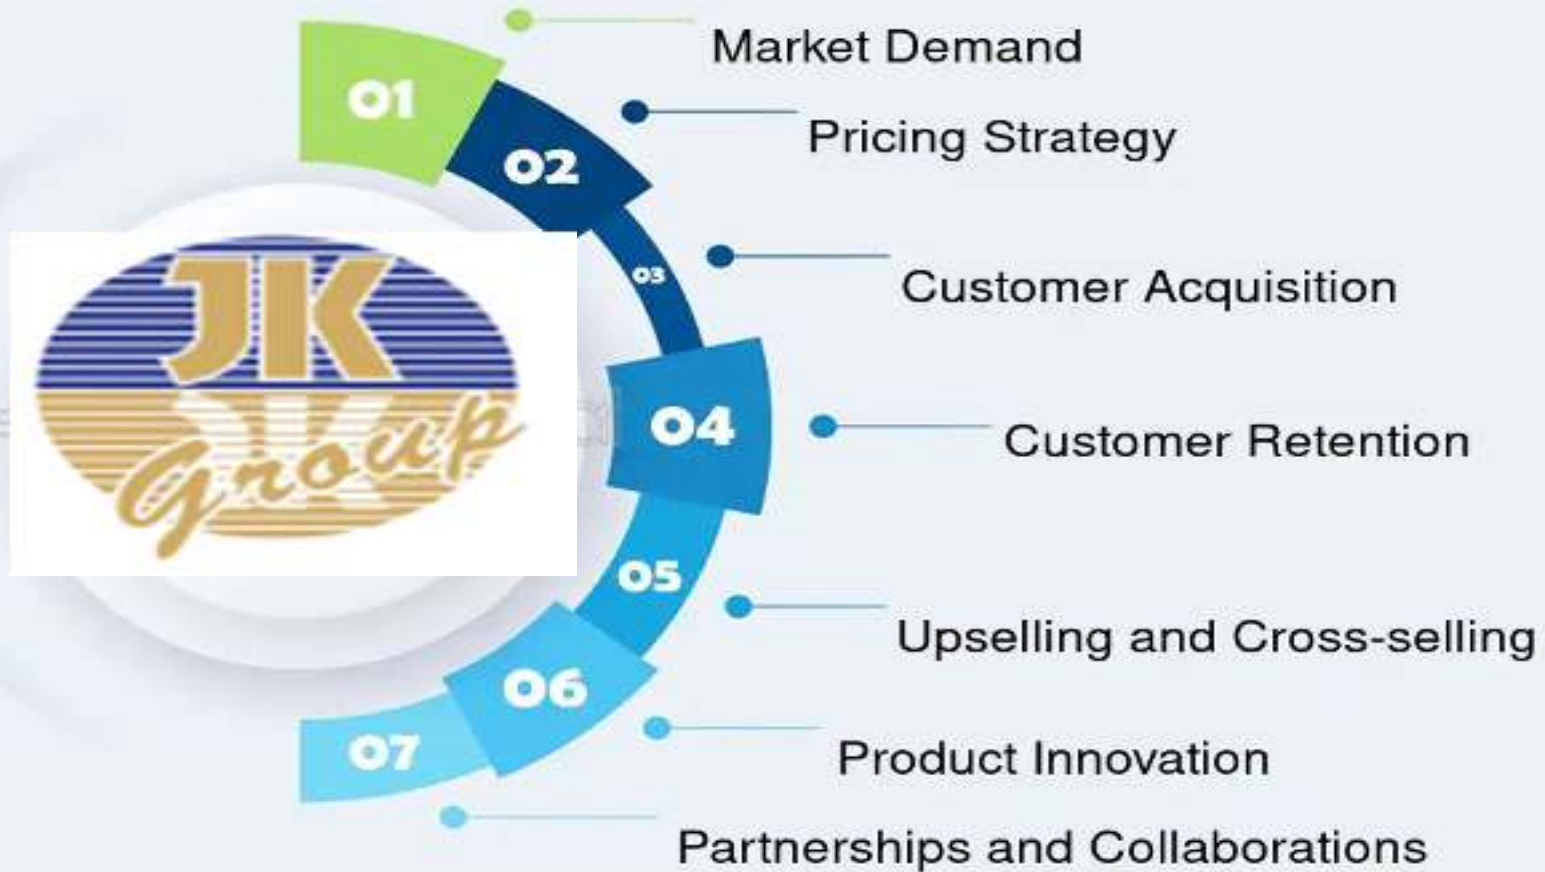 01
Market Demand
02
Pricing Strategy
03
Customer Acquisition
JK
Group
04
Customer Retention
05
Upselling and Cross-selling
06
Product Innovation
07
Partnerships and Collaborations